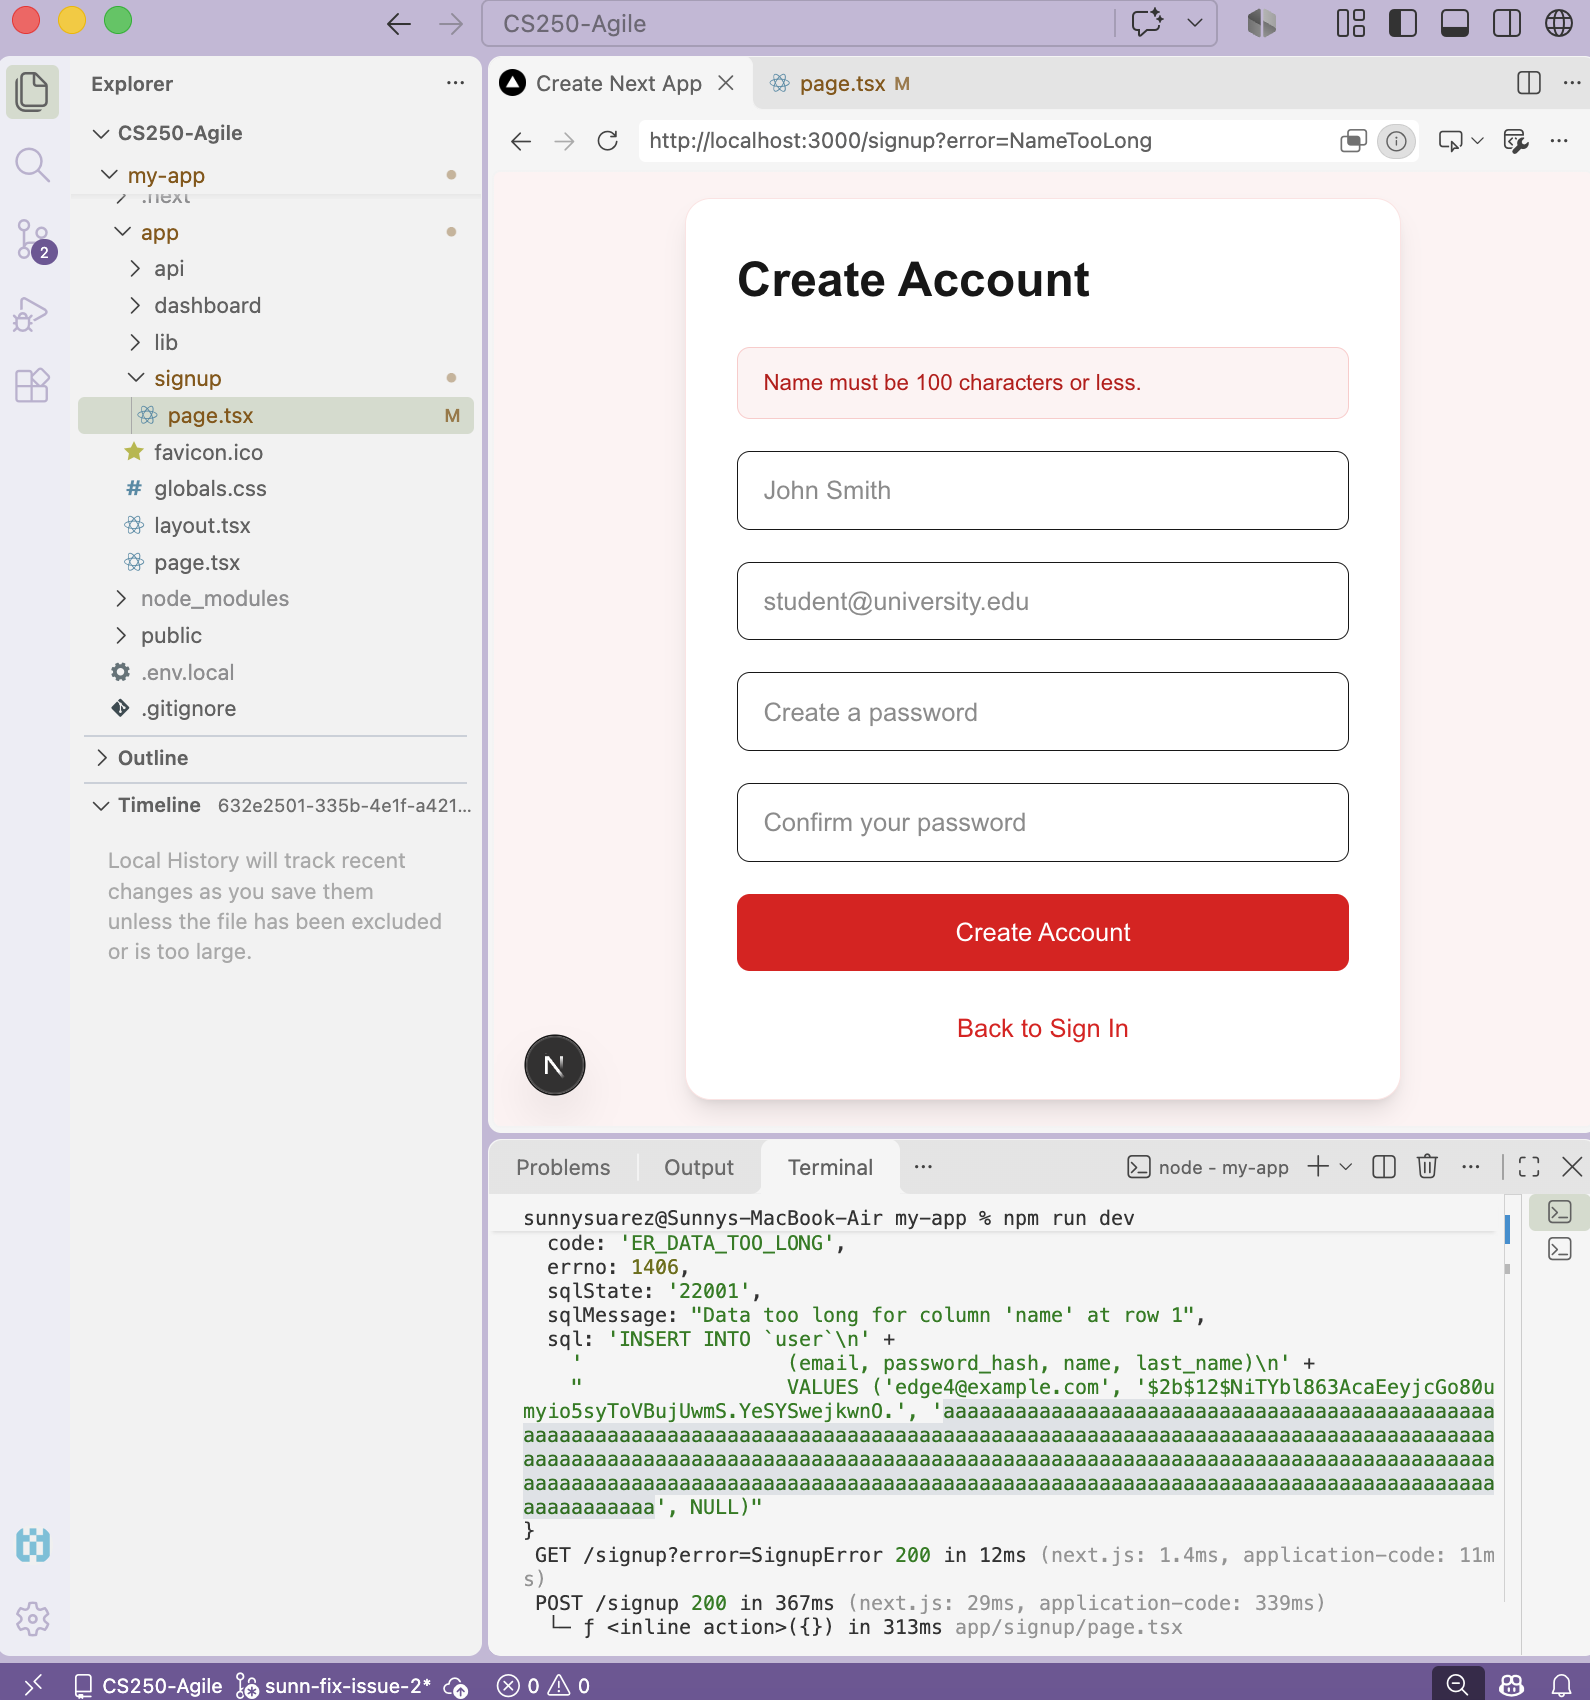 CS250-Agile
Explorer
CS250-Agile
my-app
.next
app
api
dashboard
lib
signup
page.tsx M
favicon.ico
# globals.css
layout.tsx
page.tsx
node_modules
public
.env.local
.gitignore
Outline
Timeline 632e2501-335b-4e1f-a421...
Local History will track recent
changes as you save them
unless the file has been excluded
or is too large.
2
Create Next App
page.tsx M
http://localhost:3000/signup?error=NameTooLong
Create Account
Name must be 100 characters or less.
John Smith
student@university.edu
Create a password
Confirm your password
Create Account
Back to Sign In
N
Problems Output Terminal
node - my-app
sunnysuarez@Sunnys-MacBook-Air my-app % npm run dev
code: 'ER_DATA_TOO_LONG',
errno: 1406,
sqlState: '22001',
sqlMessage: "Data too long for column 'name' at row 1",
sql: 'INSERT INTO `user`\n' +
' (email, password_hash, name, last_name)\n' +
" VALUES ('edge4@example.com', '$2b$12$NiTYbl863AcaEeyjcGo80u
myio5syToVBujUwmS.YeSYSwejkwnO.', 'aaaaaaaaaaaaaaaaaaaaaaaaaaaaaaaaaaaaaaaaaaaaaa
aaaaaaaaaaaaaaaaaaaaaaaaaaaaaaaaaaaaaaaaaaaaaaaaaaaaaaaaaaaaaaaaaaaaaaaaaaaaaaaaa
aaaaaaaaaaaaaaaaaaaaaaaaaaaaaaaaaaaaaaaaaaaaaaaaaaaaaaaaaaaaaaaaaaaaaaaaaaaaaaaaa
aaaaaaaaaaaaaaaaaaaaaaaaaaaaaaaaaaaaaaaaaaaaaaaaaaaaaaaaaaaaaaaaaaaaaaaaaaaaaaaaa
aaaaaaaaaaa', NULL)"
}
GET /signup?error=SignupError 200 in 12ms (next.js: 1.4ms, application-code: 11m
s)
POST /signup 200 in 367ms (next.js: 29ms, application-code: 339ms)
└─ ƒ <inline action>({}) in 313ms app/signup/page.tsx
CS250-Agile sunn-fix-issue-2* 0 0